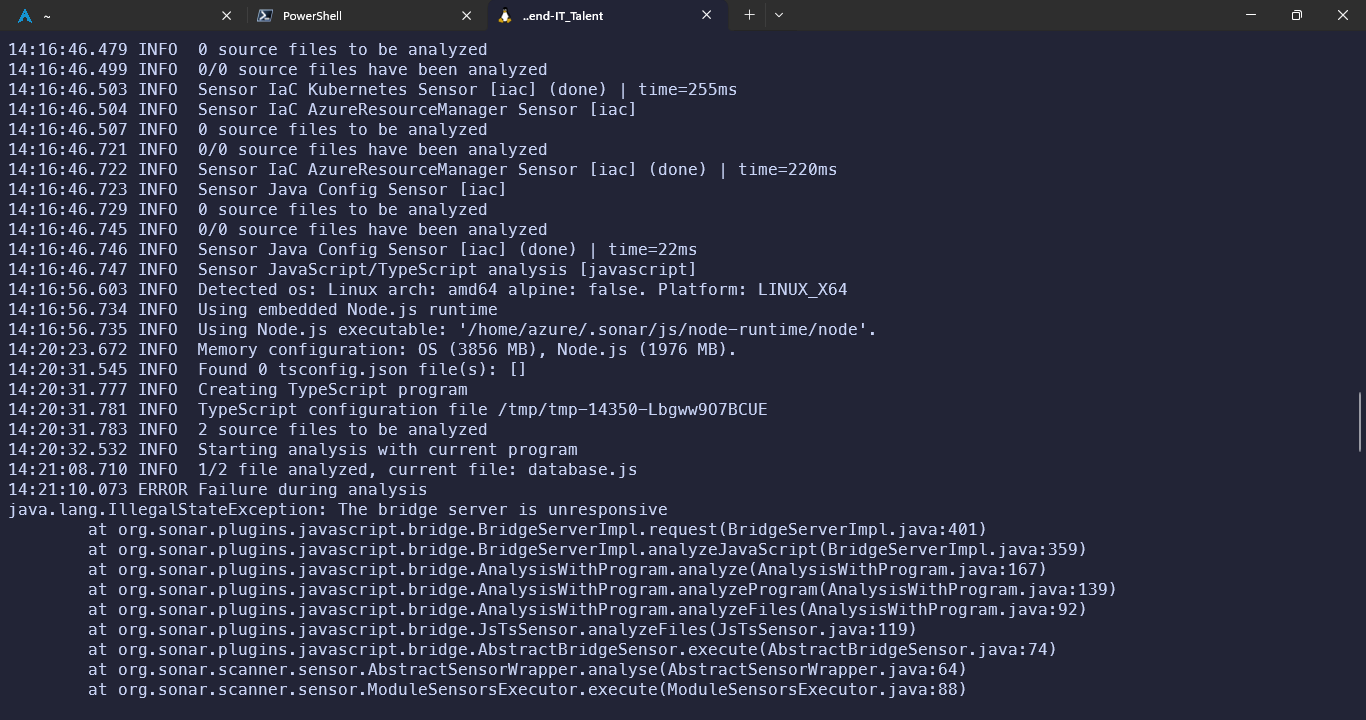 ~
PowerShell
..end-IT_Talent
14:16:46.479 INFO  0 source files to be analyzed
14:16:46.499 INFO  0/0 source files have been analyzed
14:16:46.503 INFO  Sensor IaC Kubernetes Sensor [iac] (done) | time=255ms
14:16:46.504 INFO  Sensor IaC AzureResourceManager Sensor [iac]
14:16:46.507 INFO  0 source files to be analyzed
14:16:46.721 INFO  0/0 source files have been analyzed
14:16:46.722 INFO  Sensor IaC AzureResourceManager Sensor [iac] (done) | time=220ms
14:16:46.723 INFO  Sensor Java Config Sensor [iac]
14:16:46.729 INFO  0 source files to be analyzed
14:16:46.745 INFO  0/0 source files have been analyzed
14:16:46.746 INFO  Sensor Java Config Sensor [iac] (done) | time=22ms
14:16:46.747 INFO  Sensor JavaScript/TypeScript analysis [javascript]
14:16:56.603 INFO  Detected os: Linux arch: amd64 alpine: false. Platform: LINUX_X64
14:16:56.734 INFO  Using embedded Node.js runtime
14:16:56.735 INFO  Using Node.js executable: '/home/azure/.sonar/js/node-runtime/node'.
14:20:23.672 INFO  Memory configuration: OS (3856 MB), Node.js (1976 MB).
14:20:31.545 INFO  Found 0 tsconfig.json file(s): []
14:20:31.777 INFO  Creating TypeScript program
14:20:31.781 INFO  TypeScript configuration file /tmp/tmp-14350-Lbgww9O7BCUE
14:20:31.783 INFO  2 source files to be analyzed
14:20:32.532 INFO  Starting analysis with current program
14:21:08.710 INFO  1/2 file analyzed, current file: database.js
14:21:10.073 ERROR Failure during analysis
java.lang.IllegalStateException: The bridge server is unresponsive
at org.sonar.plugins.javascript.bridge.BridgeServerImpl.request(BridgeServerImpl.java:401)
at org.sonar.plugins.javascript.bridge.BridgeServerImpl.analyzeJavaScript(BridgeServerImpl.java:359)
at org.sonar.plugins.javascript.bridge.AnalysisWithProgram.analyze(AnalysisWithProgram.java:167)
at org.sonar.plugins.javascript.bridge.AnalysisWithProgram.analyzeProgram(AnalysisWithProgram.java:139)
at org.sonar.plugins.javascript.bridge.AnalysisWithProgram.analyzeFiles(AnalysisWithProgram.java:92)
at org.sonar.plugins.javascript.bridge.JsTsSensor.analyzeFiles(JsTsSensor.java:119)
at org.sonar.plugins.javascript.bridge.AbstractBridgeSensor.execute(AbstractBridgeSensor.java:74)
at org.sonar.scanner.sensor.AbstractSensorWrapper.analyse(AbstractSensorWrapper.java:64)
at org.sonar.scanner.sensor.ModuleSensorsExecutor.execute(ModuleSensorsExecutor.java:88)